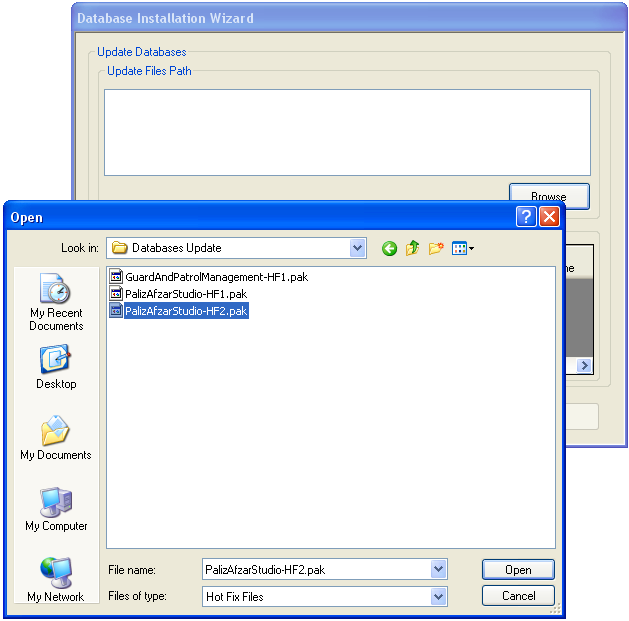 Database Installation Wizard
Update Databases
Update Files Path
Browse
Open
Look in:
Databases Update
GuardAndPatrolManagement-HF1.pak
PalizAfzarStudio-HF1.pak
PalizAfzarStudio-HF2.pak
My Recent
Documents
Desktop
My Documents
My Computer
My Network
File name:
PalizAfzarStudio-HF2.pak
Open
Files of type:
Hot Fix Files
Cancel